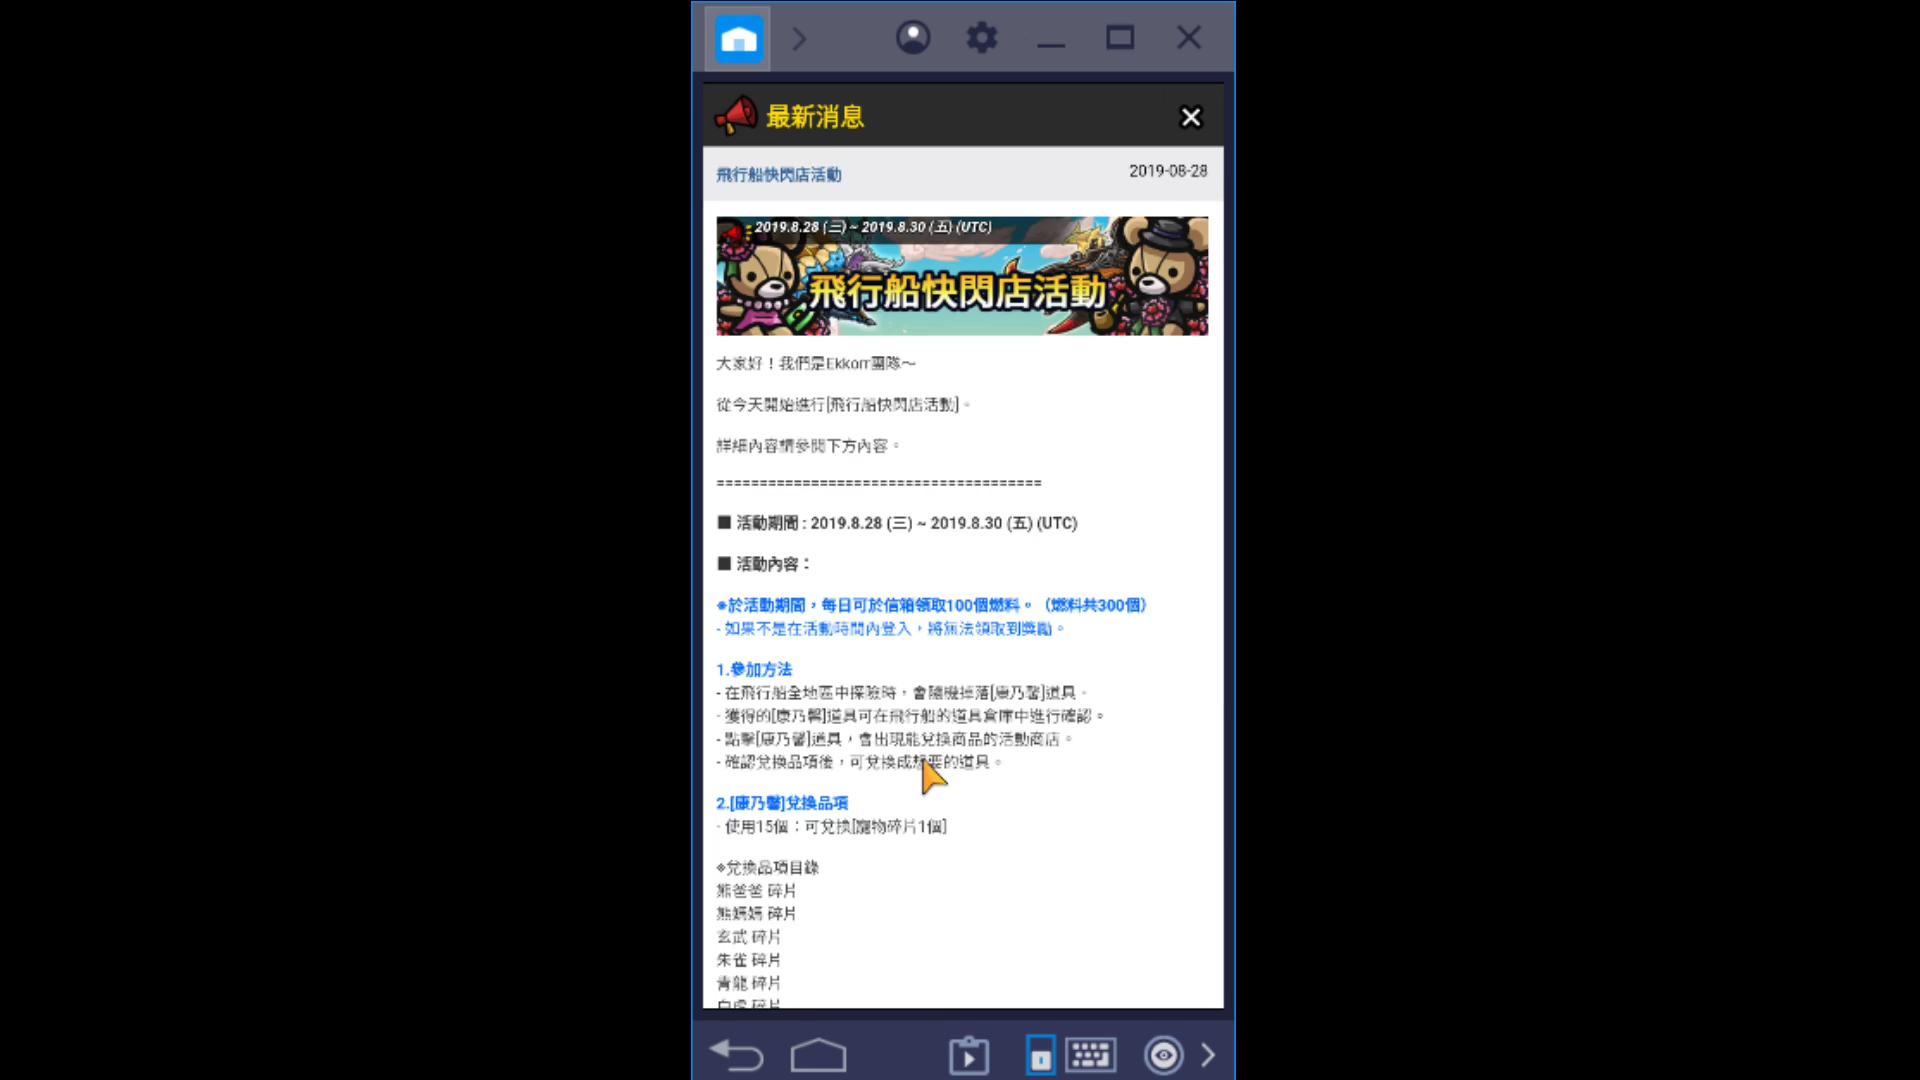 最新消息
飛行船快閃店活動
2019-08-28
2019.8.28 (三) ~ 2019.8.30 (五) (UTC)
飛行船快閃店活動
大家好！我們是Ekkorr團隊～
從今天開始進行[飛行船快閃店活動]。
詳細內容請參閱下方內容。
======================================
■ 活動期間 : 2019.8.28 (三) ~ 2019.8.30 (五) (UTC)
■ 活動內容：
※於活動期間，每日可於信箱領取100個燃料。（燃料共300個）
- 如果不是在活動時間內登入，將無法領取到獎勵。
1.參加方法
- 在飛行船全地區中探險時，會隨機掉落[康乃馨]道具。
- 獲得的[康乃馨]道具可在飛行船的道具倉庫中進行確認。
- 點擊[康乃馨]道具，會出現能兌換商品的活動商店。
- 確認兌換品項後，可兌換成想要的道具。
2.[康乃馨]兌換品項
- 使用15個：可兌換[寵物碎片1個]
※兌換品項目錄
熊爸爸 碎片
熊媽媽 碎片
玄武 碎片
朱雀 碎片
青龍 碎片
白虎 碎片